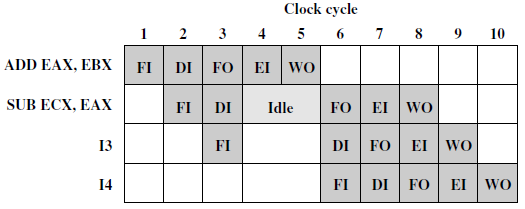 Clock cycle
1 2 3 4 5 6 7 8 9 10
ADD EAX, EBX FI DI FO EI WO
SUB ECX, EAX FI DI Idle FO EI WO
I3 FI DI FO EI WO
I4 FI DI FO EI WO